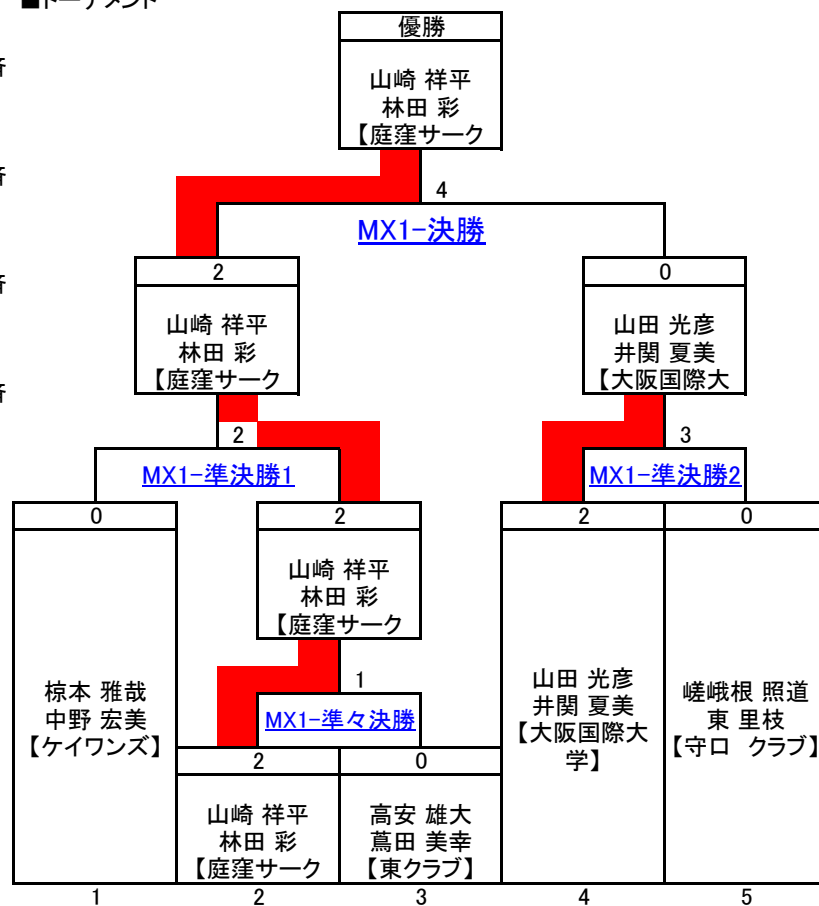 ■トーナメント
優勝
山崎 祥平
林田 彩
【庭窪サーク
4
MX1-決勝
2
山崎 祥平
林田 彩
【庭窪サーク
0
山田 光彦
井関 夏美
【大阪国際大
2
MX1-準決勝1
3
MX1-準決勝2
0
椋本 雅哉
中野 宏美
【ケイワンズ】
2
山崎 祥平
林田 彩
【庭窪サーク
2
山田 光彦
井関 夏美
【大阪国際大
学】
0
嵯峨根 照道
東 里枝
【守口 クラブ】
1
MX1-準々決勝
2
山崎 祥平
林田 彩
【庭窪サーク
0
高安 雄大
蔦田 美幸
【東クラブ】
1
2
3
4
5